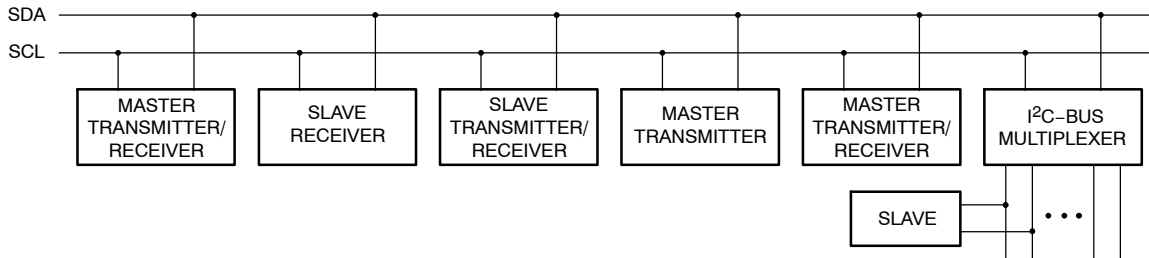 SDA
SCL
MASTER
TRANSMITTER/
RECEIVER
SLAVE
RECEIVER
SLAVE
TRANSMITTER/
RECEIVER
MASTER
TRANSMITTER
MASTER
TRANSMITTER/
RECEIVER
I²C−BUS
MULTIPLEXER
SLAVE